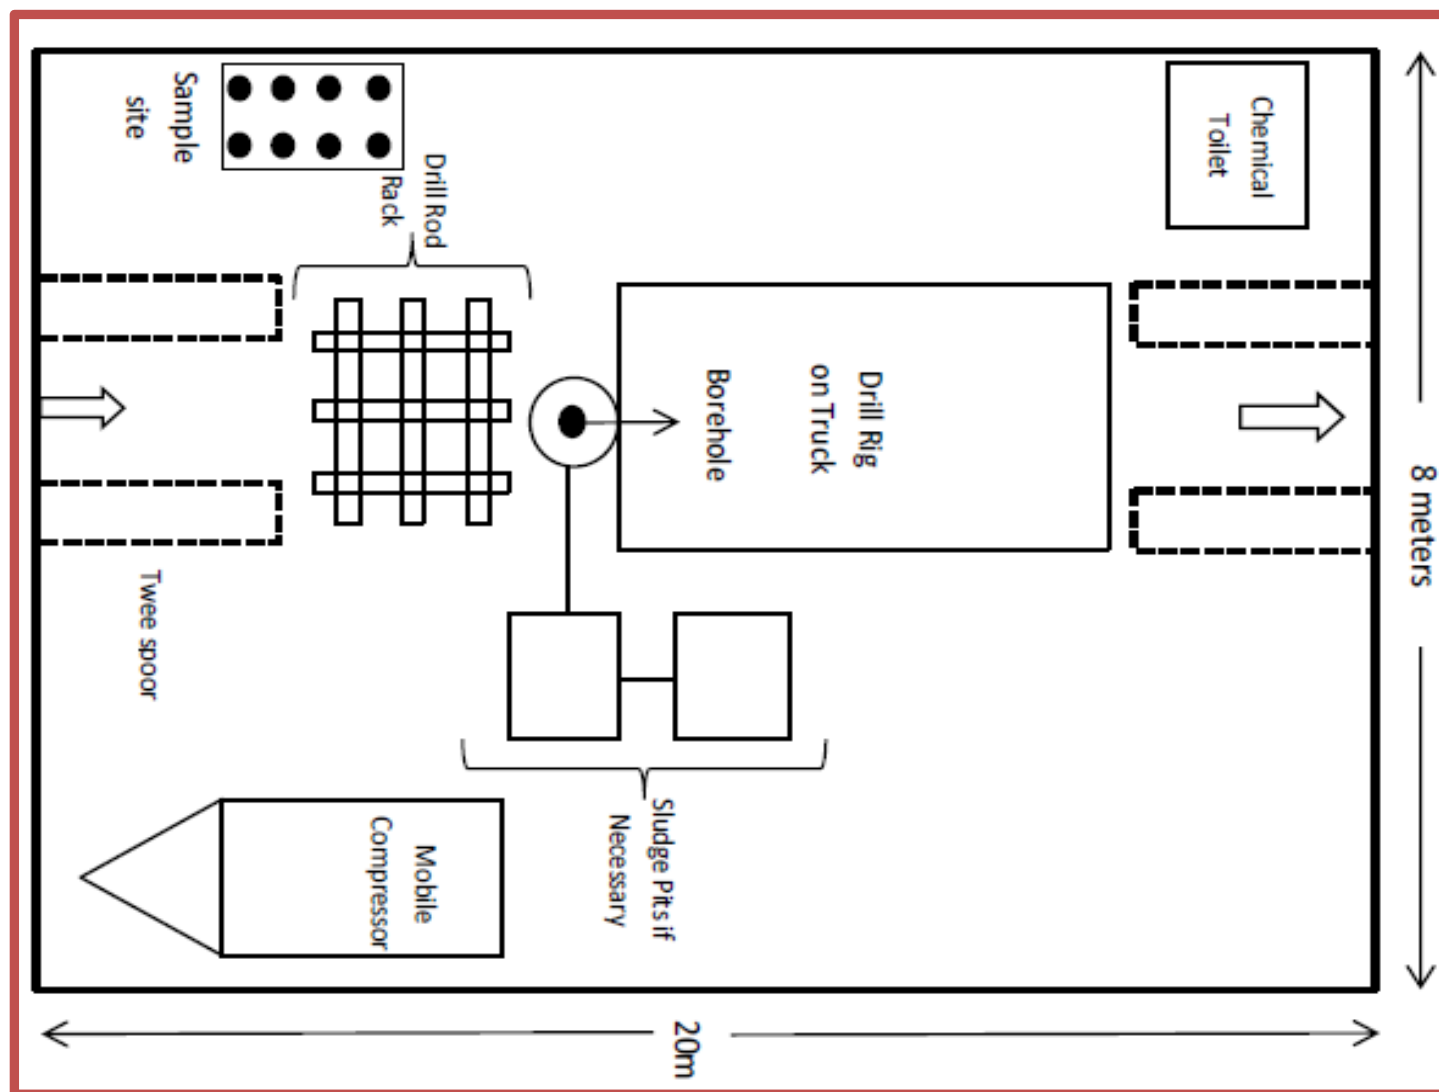 Chemical
Toilet
Sample
site
Drill Rod
Rack
Drill Rig
on Truck
Borehole
8 meters
Twee spoor
Sludge Pits if
Necessary
Mobile
Compressor
20m